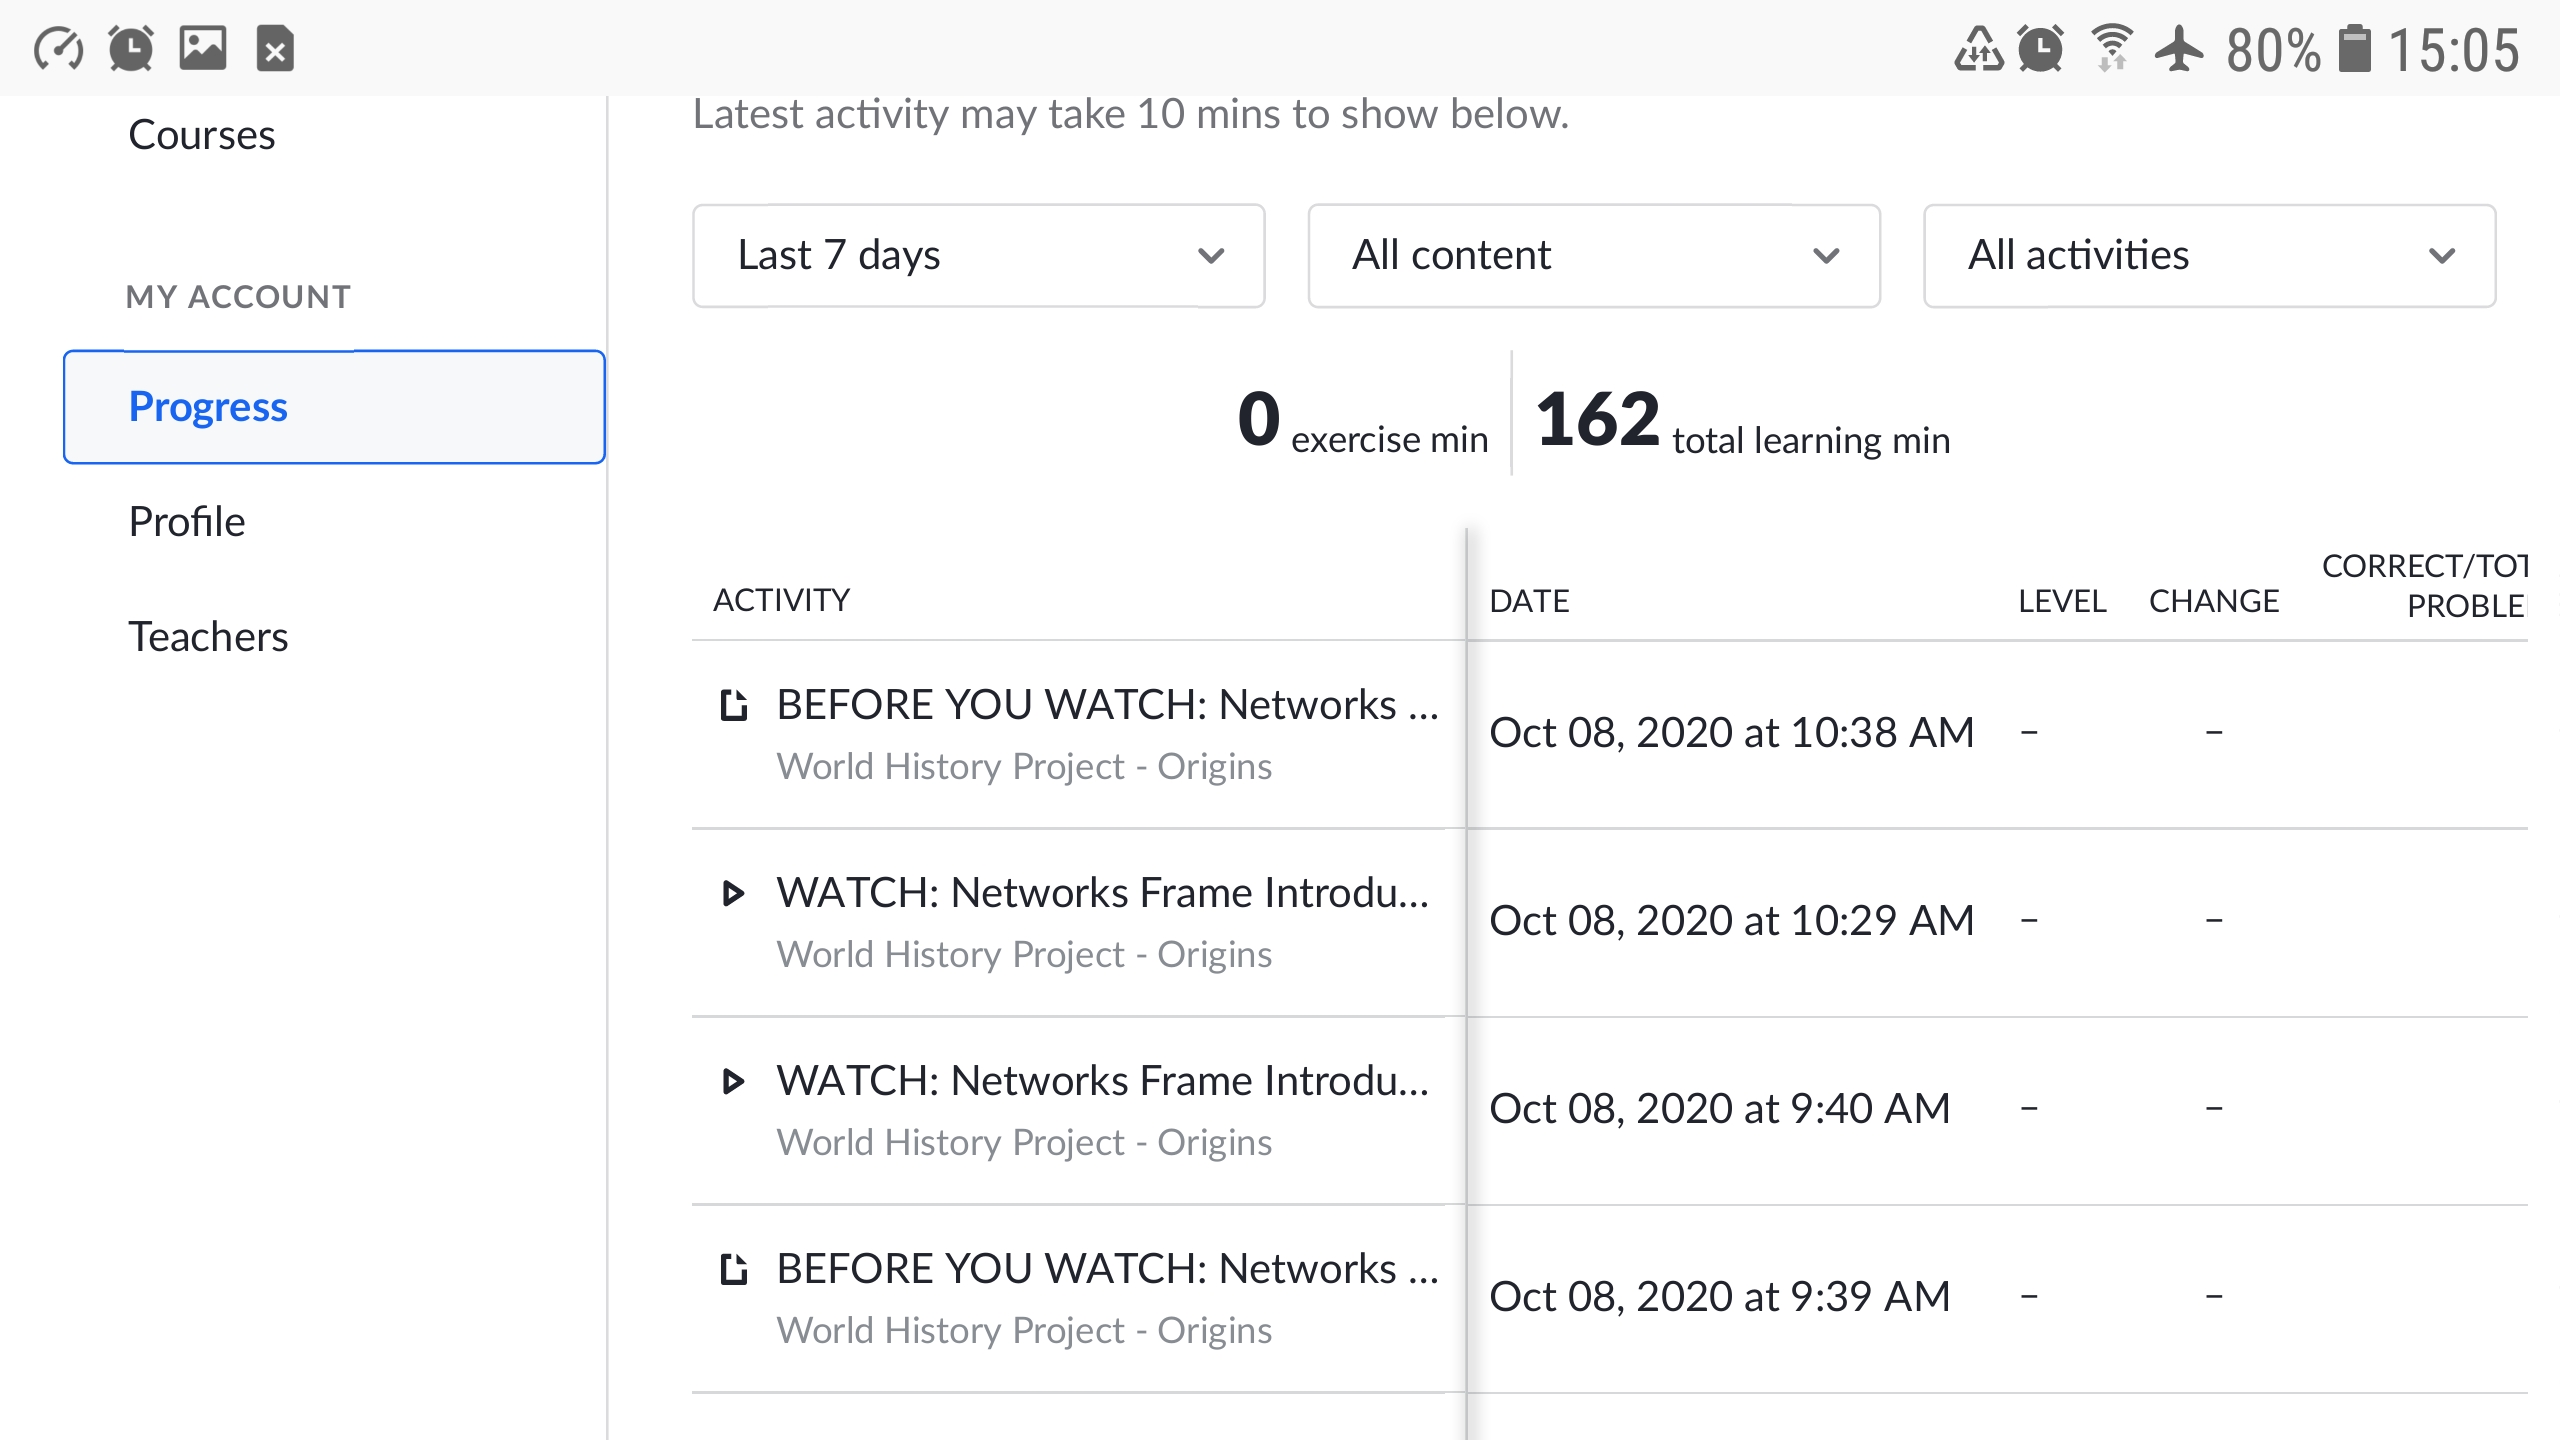 80% 15:05
Courses
MY ACCOUNT
Progress
Profile
Teachers
Latest activity may take 10 mins to show below.
Last 7 days
All content
All activities
0 exercise min
162 total learning min
ACTIVITY
DATE
LEVEL
CHANGE
CORRECT/TOT
PROBLE
BEFORE YOU WATCH: Networks ...
World History Project - Origins
Oct 08, 2020 at 10:38 AM – –
WATCH: Networks Frame Introdu...
World History Project - Origins
Oct 08, 2020 at 10:29 AM – –
WATCH: Networks Frame Introdu...
World History Project - Origins
Oct 08, 2020 at 9:40 AM – –
BEFORE YOU WATCH: Networks ...
World History Project - Origins
Oct 08, 2020 at 9:39 AM – –